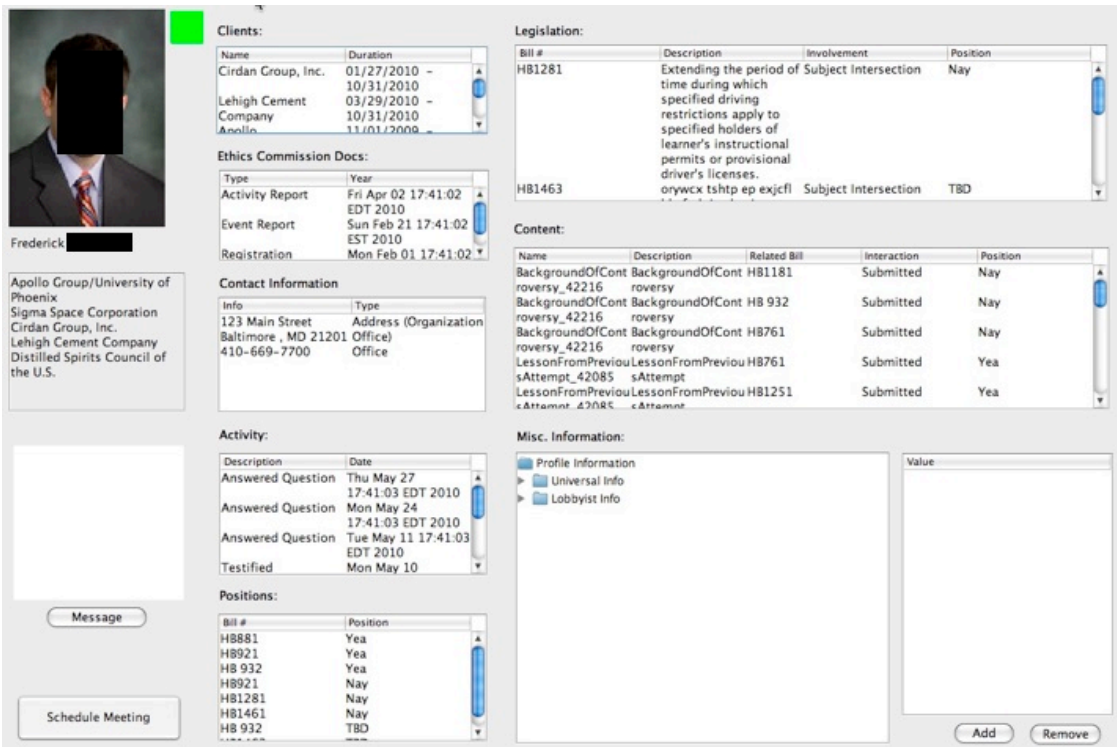 Frederick
Apollo Group/University of
Phoenix
Sigma Space Corporation
Cirdan Group, Inc.
Lehigh Cement Company
Distilled Spirits Council of
the U.S.
Message
Schedule Meeting
Clients:
Name Duration
Cirdan Group, Inc. 01/27/2010 -
10/31/2010
Lehigh Cement 03/29/2010 -
Company 10/31/2010
Apollo 11/01/2009 -
Ethics Commission Docs:
Type Year
Activity Report Fri Apr 02 17:41:02
EDT 2010
Event Report Sun Feb 21 17:41:02
EST 2010
Registration Mon Feb 01 17:41:02
Contact Information
Info Type
123 Main Street Address (Organization
Baltimore , MD 21201 Office)
410-669-7700 Office
Activity:
Description Date
Answered Question Thu May 27
17:41:03 EDT 2010
Answered Question Mon May 24
17:41:03 EDT 2010
Answered Question Tue May 11 17:41:03
EDT 2010
Testified Mon May 10
Positions:
Bill # Position
HB881 Yea
HB921 Yea
HB 932 Yea
HB921 Nay
HB1281 Nay
HB1461 Nay
HB 932 TBD
Legislation:
Bill # Description Involvement Position
HB1281 Extending the period of Subject Intersection Nay
time during which
specified driving
restrictions apply to
specified holders of
learner's instructional
permits or provisional
driver's licenses.
HB1463 orywcx tshtp ep exjcfl Subject Intersection TBD
Content:
Name Description Related Bill Interaction Position
BackgroundOfCont BackgroundOfCont HB1181 Submitted Nay
roversy_42216 roversy
BackgroundOfCont BackgroundOfCont HB 932 Submitted Nay
roversy_42216 roversy
BackgroundOfCont BackgroundOfCont HB761 Submitted Nay
roversy_42216 roversy
LessonFromPreviou LessonFromPreviou HB761 Submitted Yea
sAttempt_42085 sAttempt
LessonFromPreviou LessonFromPreviou HB1251 Submitted Yea
sAttempt_42085 sAttempt
Misc. Information:
Profile Information
Universal Info
Lobbyist Info
Value
Add Remove